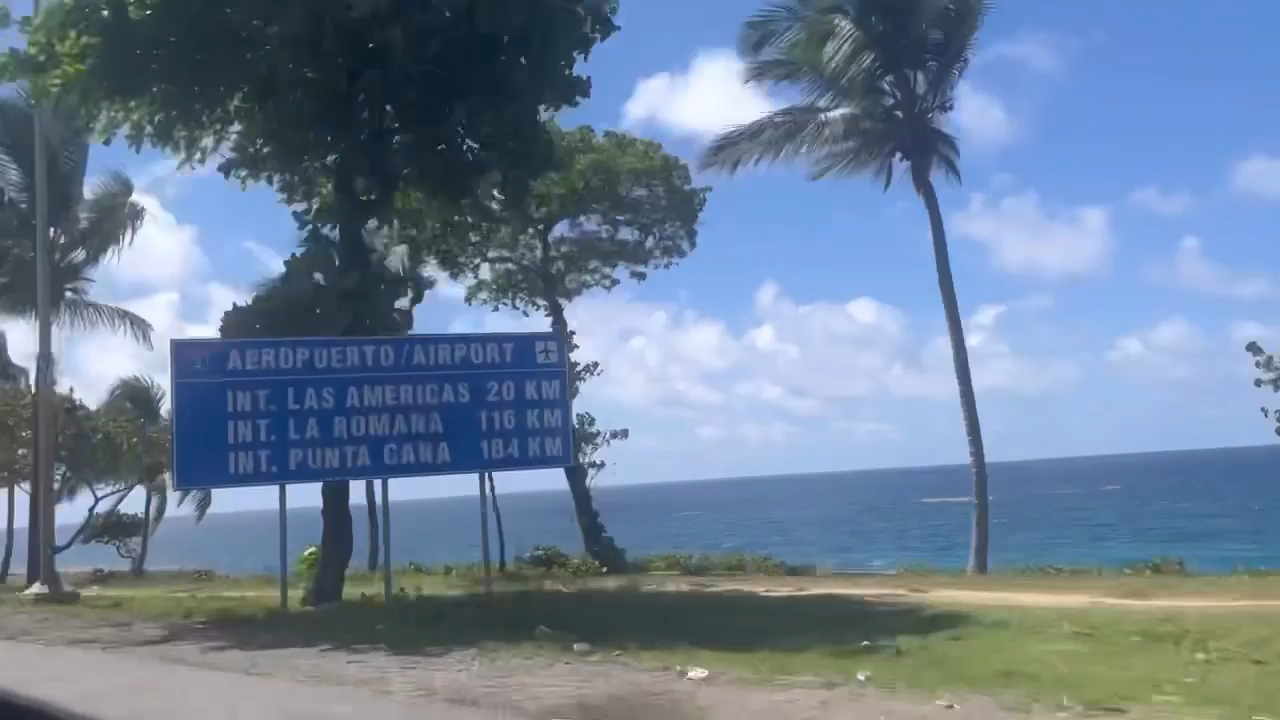 AEROPUERTO/AIRPORT
INT. LAS AMERICAS 20 KM
INT. LA ROMANA 116 KM
INT. PUNTA CANA 184 KM